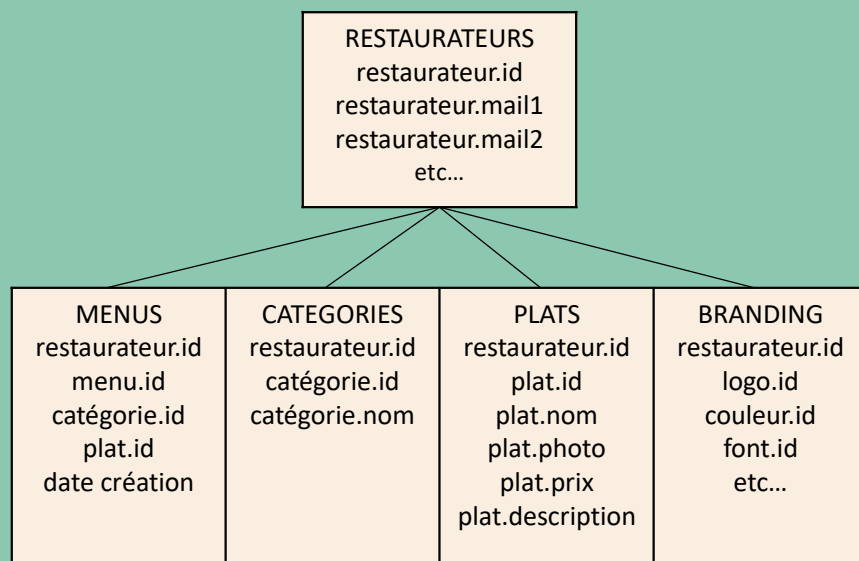 RESTAURATEURS
restaurateur.id
restaurateur.mail1
restaurateur.mail2
etc…
MENUS
restaurateur.id
menu.id
catégorie.id
plat.id
date création
CATEGORIES
restaurateur.id
catégorie.id
catégorie.nom
PLATS
restaurateur.id
plat.id
plat.nom
plat.photo
plat.prix
plat.description
BRANDING
restaurateur.id
logo.id
couleur.id
font.id
etc…